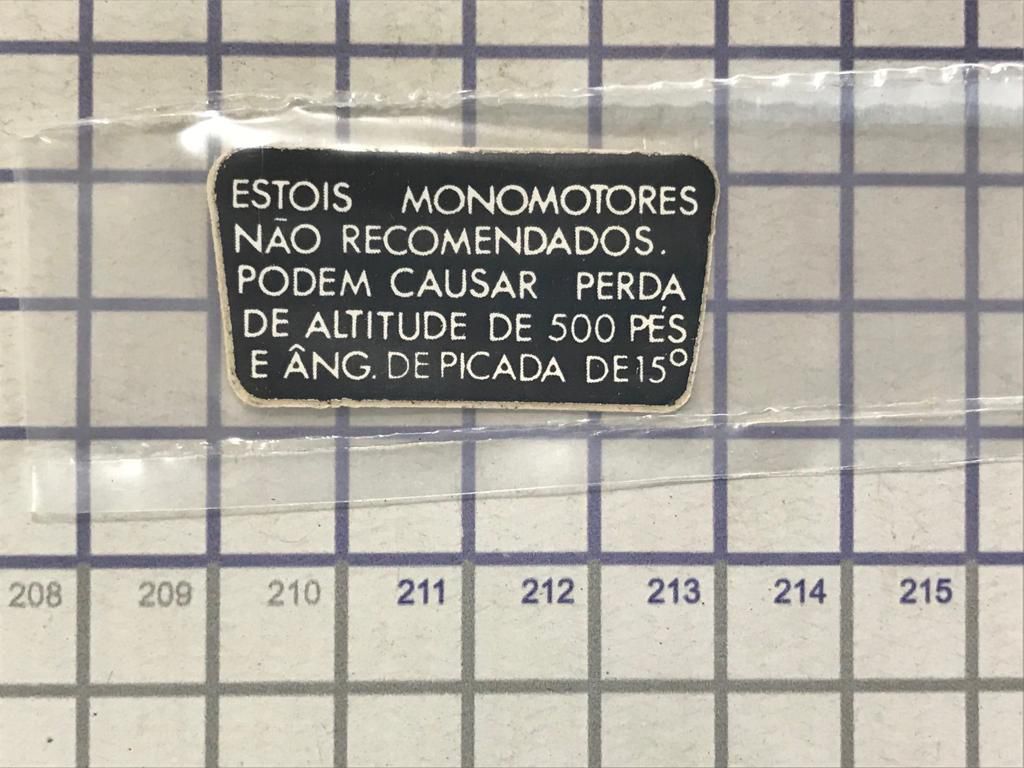 ESTOIS MONOMOTORES
NÃO RECOMENDADOS.
PODEM CAUSAR PERDA
DE ALTITUDE DE 500 PÉS
E ÂNG. DE PICADA DE 15º
208 209 210 211 212 213 214 215